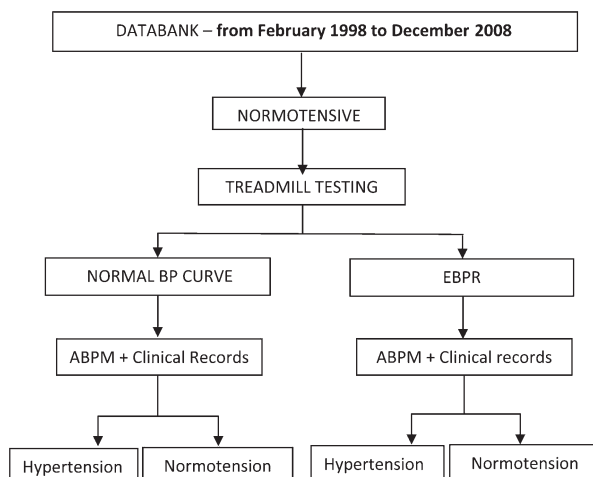 DATABANK – from February 1998 to December 2008
NORMOTENSIVE
TREADMILL TESTING
NORMAL BP CURVE
EBPR
ABPM + Clinical Records
ABPM + Clinical records
Hypertension
Normotension
Hypertension
Normotension